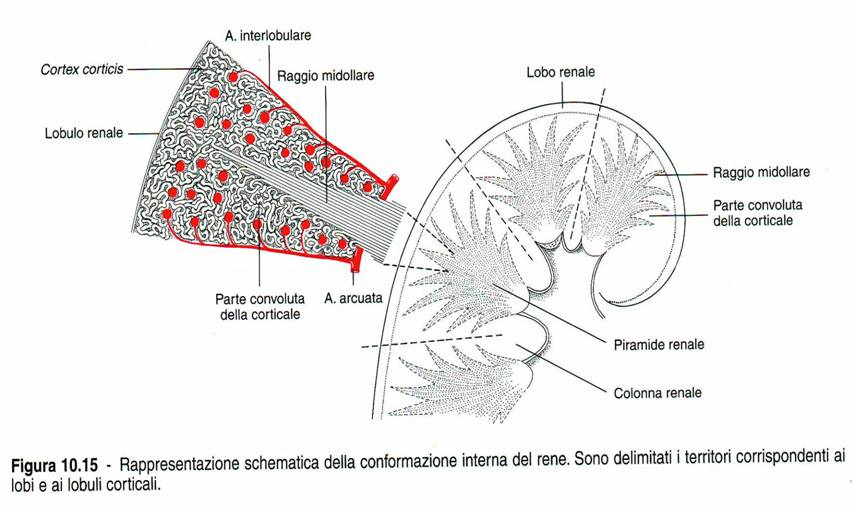 A. interlobulare
Cortex corticis
Raggio midollare
Lobo renale
Lobulo renale
Raggio midollare
Parte convoluta
della corticale
Parte convoluta
della corticale
A. arcuata
Piramide renale
Colonna renale
Figura 10.15 - Rappresentazione schematica della conformazione interna del rene. Sono delimitati i territori corrispondenti ai
lobi e ai lobuli corticali.